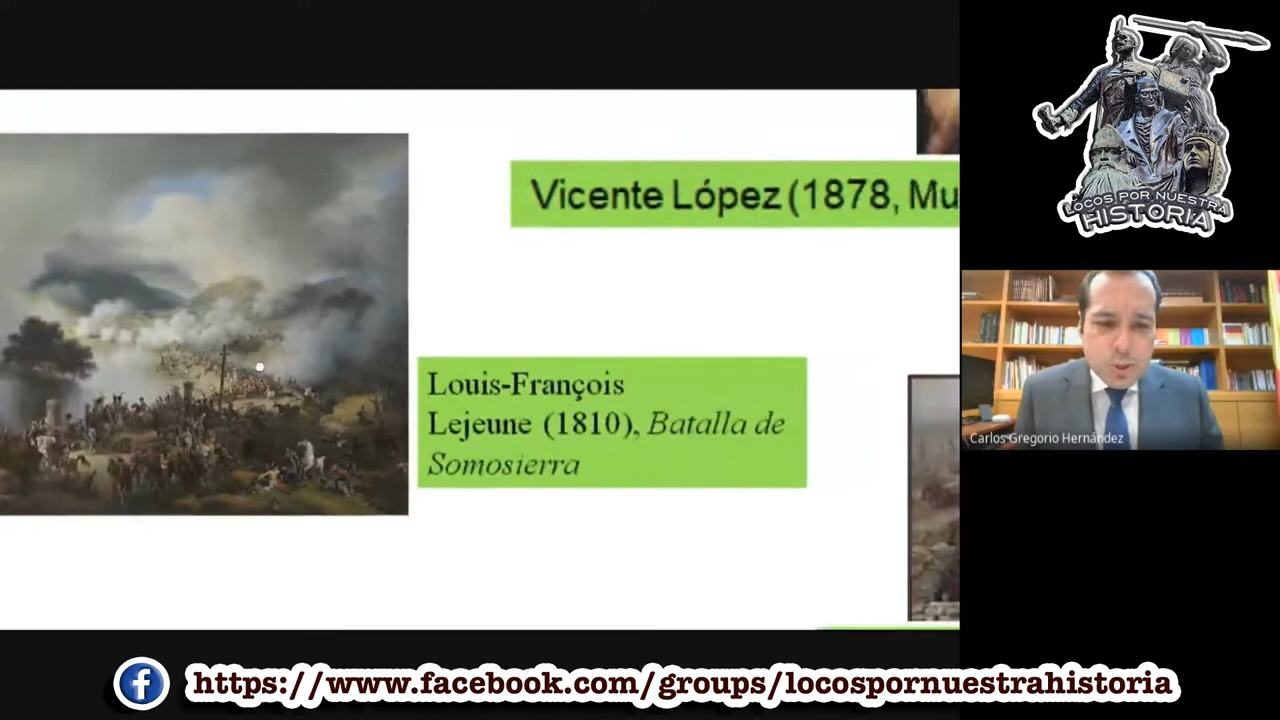 Vicente López (1878, Mu
Louis-François
Lejeune (1810), Batalla de
Somosierra
LOCOS POR NUESTRA
HISTORIA
Carlos Gregorio Hernández
f https://www.facebook.com/groups/locospornuestrahistoria